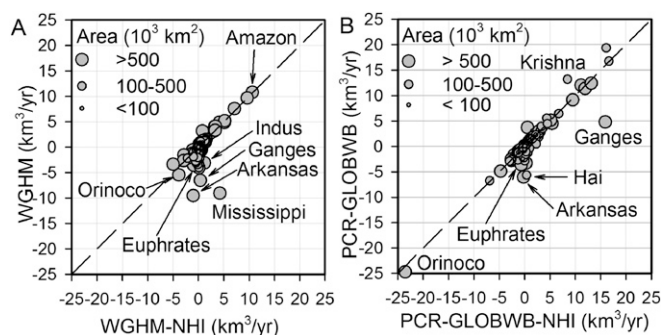 A
Area (10³ km²)
>500
100-500
<100
Amazon
Indus
Ganges
Arkansas
Mississippi
Orinoco
Euphrates
WGHM (km³/yr)
25
20
15
10
5
0
-5
-10
-15
-20
25
-25 -20 -15 -10 -5 0 5 10 15 20 25
WGHM-NHI (km³/yr)
B
Area (10³ km²)
> 500
100-500
< 100
Krishna
Ganges
Hai
Arkansas
Euphrates
Orinoco
PCR-GLOBWB (km³/yr)
25
20
15
10
5
0
-5
-10
-15
-20
-25
-25 -20 -15 -10 -5 0 5 10 15 20 25
PCR-GLOBWB-NHI (km³/yr)